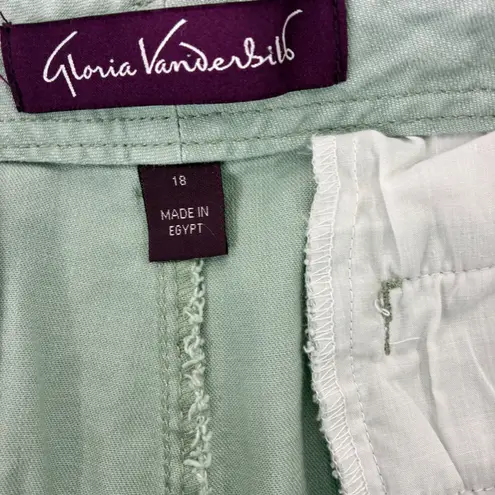 Gloria Vanderbilt
18
MADE IN
EGYPT